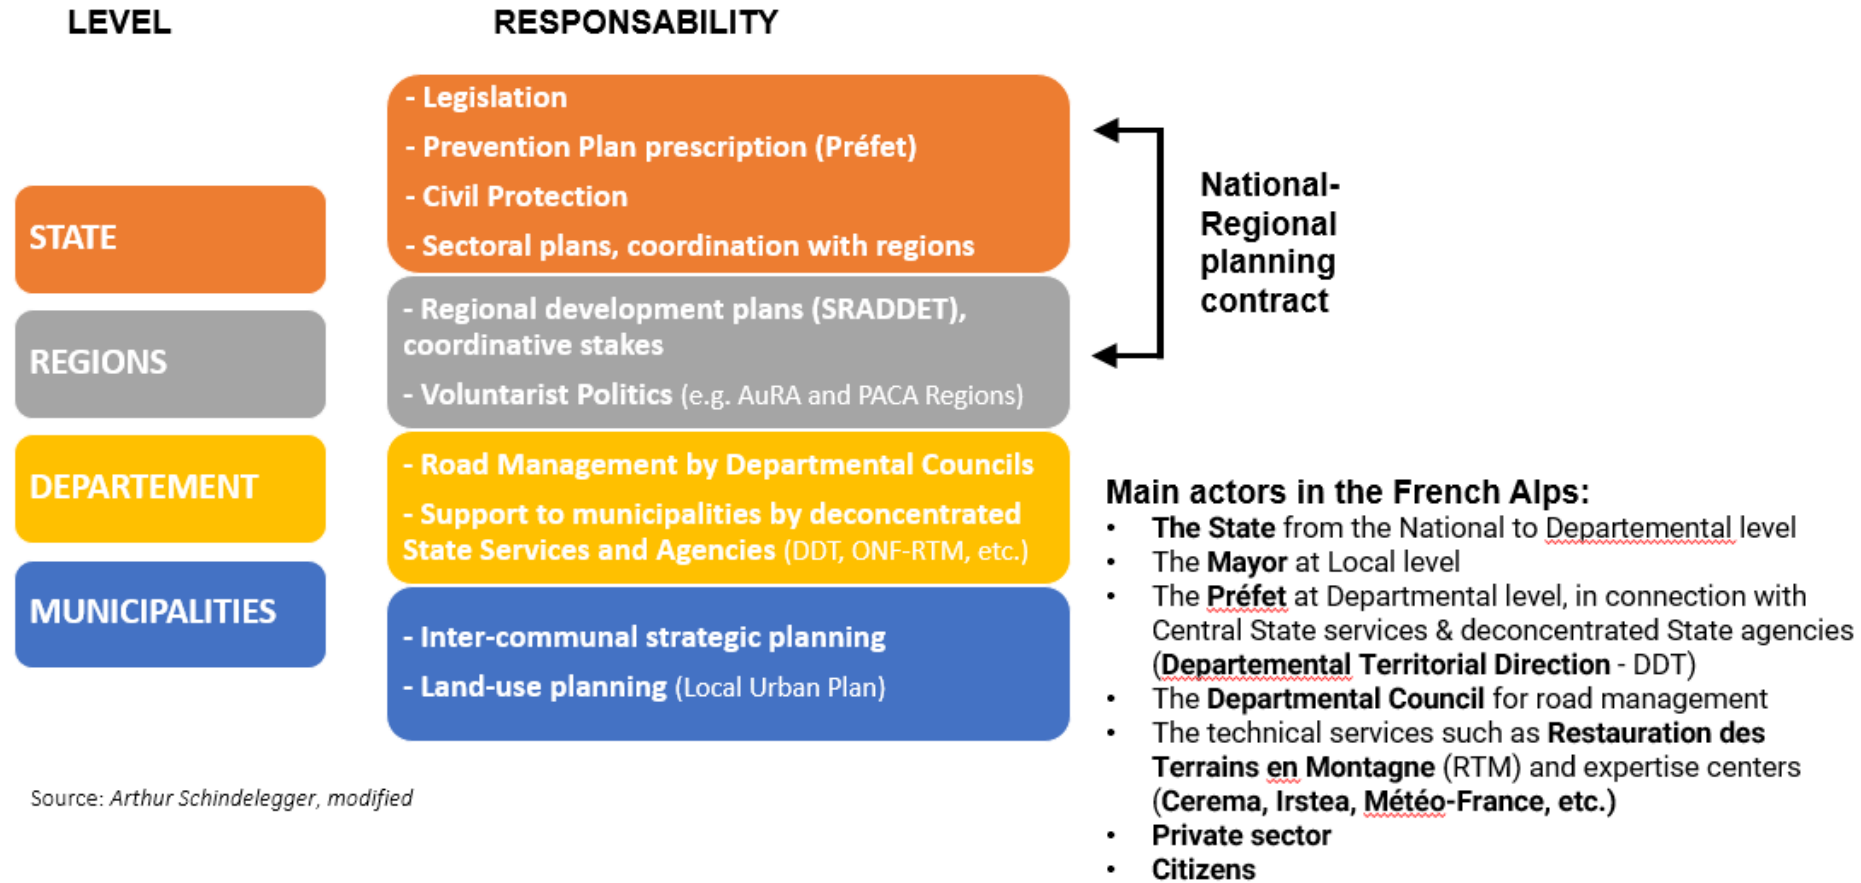 LEVEL
RESPONSABILITY
STATE
- Legislation
- Prevention Plan prescription (Préfet)
- Civil Protection
- Sectoral plans, coordination with regions
REGIONS
- Regional development plans (SRADDET),
coordinative stakes
- Voluntarist Politics (e.g. AuRA and PACA Regions)
DEPARTEMENT
- Road Management by Departmental Councils
- Support to municipalities by deconcentrated
State Services and Agencies (DDT, ONF-RTM, etc.)
MUNICIPALITIES
- Inter-communal strategic planning
- Land-use planning (Local Urban Plan)
National-
Regional
planning
contract
Main actors in the French Alps:
• The State from the National to Departemental level
• The Mayor at Local level
• The Préfet at Departmental level, in connection with
Central State services & deconcentrated State agencies
(Departemental Territorial Direction - DDT)
• The Departmental Council for road management
• The technical services such as Restauration des
Terrains en Montagne (RTM) and expertise centers
(Cerema, Irstea, Météo-France, etc.)
• Private sector
• Citizens
Source: Arthur Schindelegger, modified